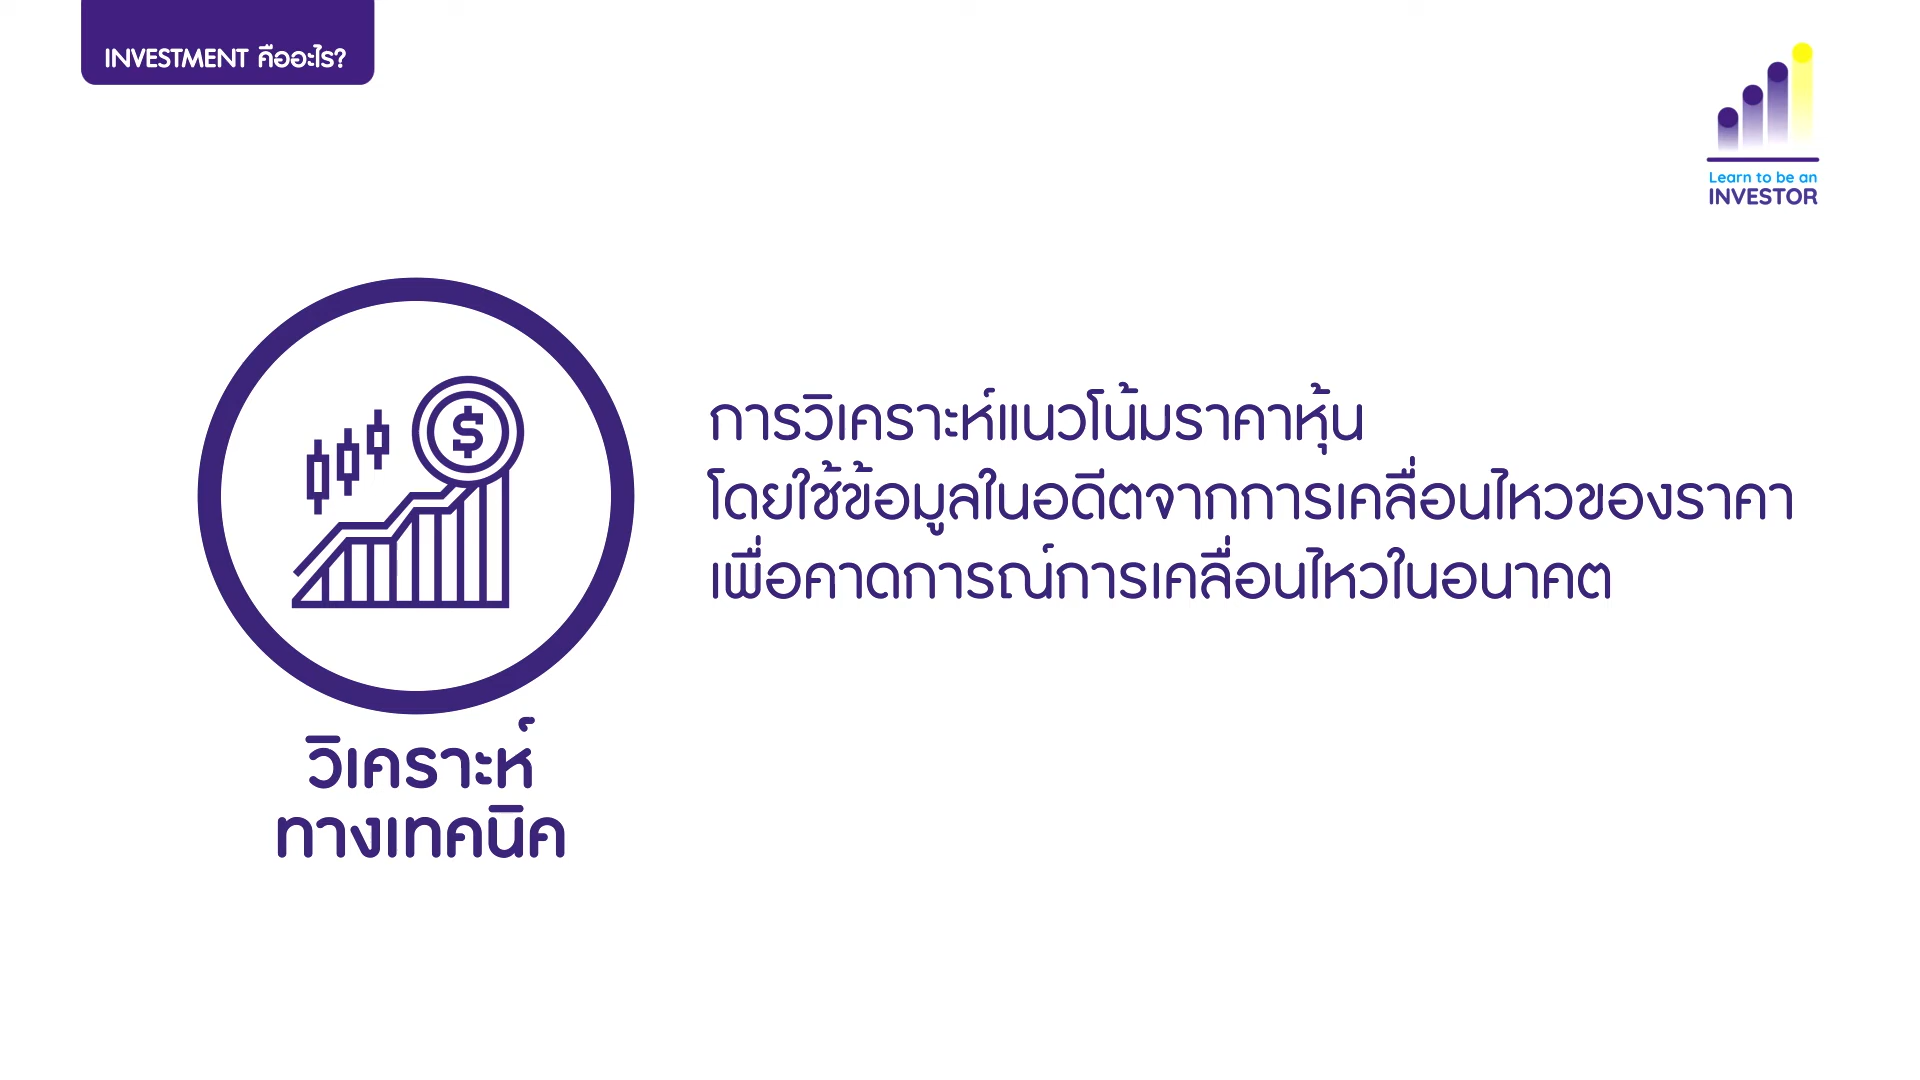 INVESTMENT คืออะไร?
Learn to be an
INVESTOR
$
การวิเคราะห์แนวโน้มราคาหุ้น
โดยใช้ข้อมูลในอดีตจากการเคลื่อนไหวของราคา
เพื่อคาดการณ์การเคลื่อนไหวในอนาคต
วิเคราะห์
ทางเทคนิค